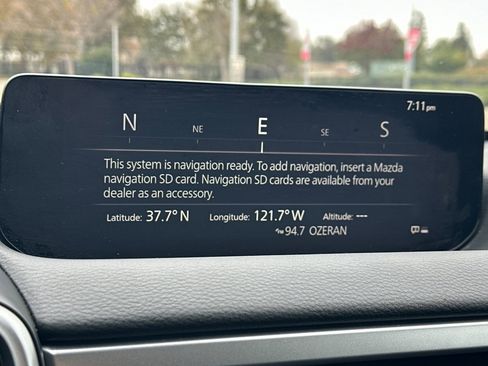 7:11pm
N NE E SE S
This system is navigation ready. To add navigation, insert a Mazda
navigation SD card. Navigation SD cards are available from your
dealer as an accessory.
Latitude: 37.7° N Longitude: 121.7° W Altitude: ---
94.7 OZERAN